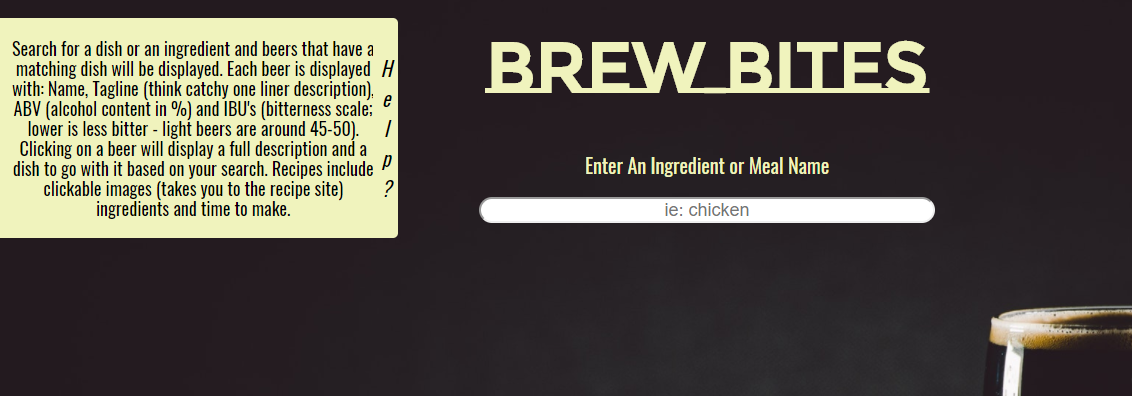 Search for a dish or an ingredient and beers that have a
matching dish will be displayed. Each beer is displayed
with: Name, Tagline (think catchy one liner description),
ABV (alcohol content in %) and IBU's (bitterness scale;
lower is less bitter - light beers are around 45-50).
Clicking on a beer will display a full description and a
dish to go with it based on your search. Recipes include
clickable images (takes you to the recipe site)
ingredients and time to make.
H
e
l
p
?
BREW_BITES
Enter An Ingredient or Meal Name
ie: chicken